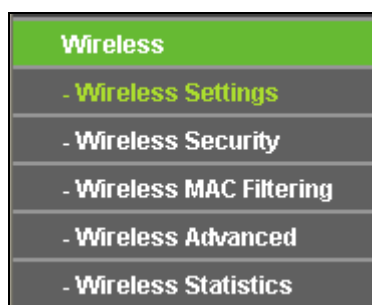 Wireless
- Wireless Settings
- Wireless Security
- Wireless MAC Filtering
- Wireless Advanced
- Wireless Statistics